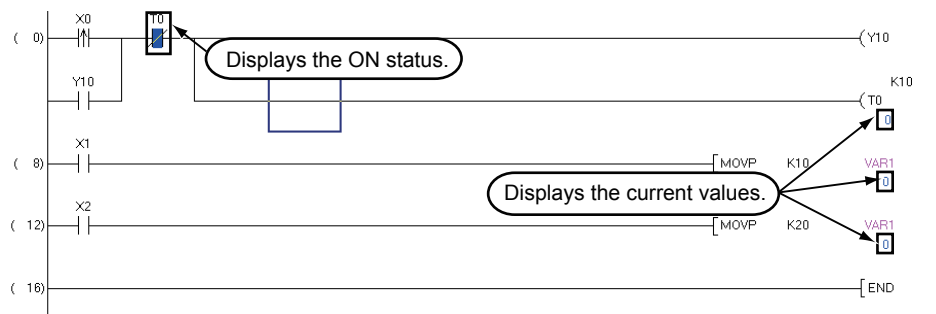 X0 T0
( 0) Y10
Displays the ON status.
Y10 K10
T0
0
X1
( 8) MOVP K10 VAR1
0
Displays the current values.
X2
( 12) MOVP K20 VAR1
0
( 16) END